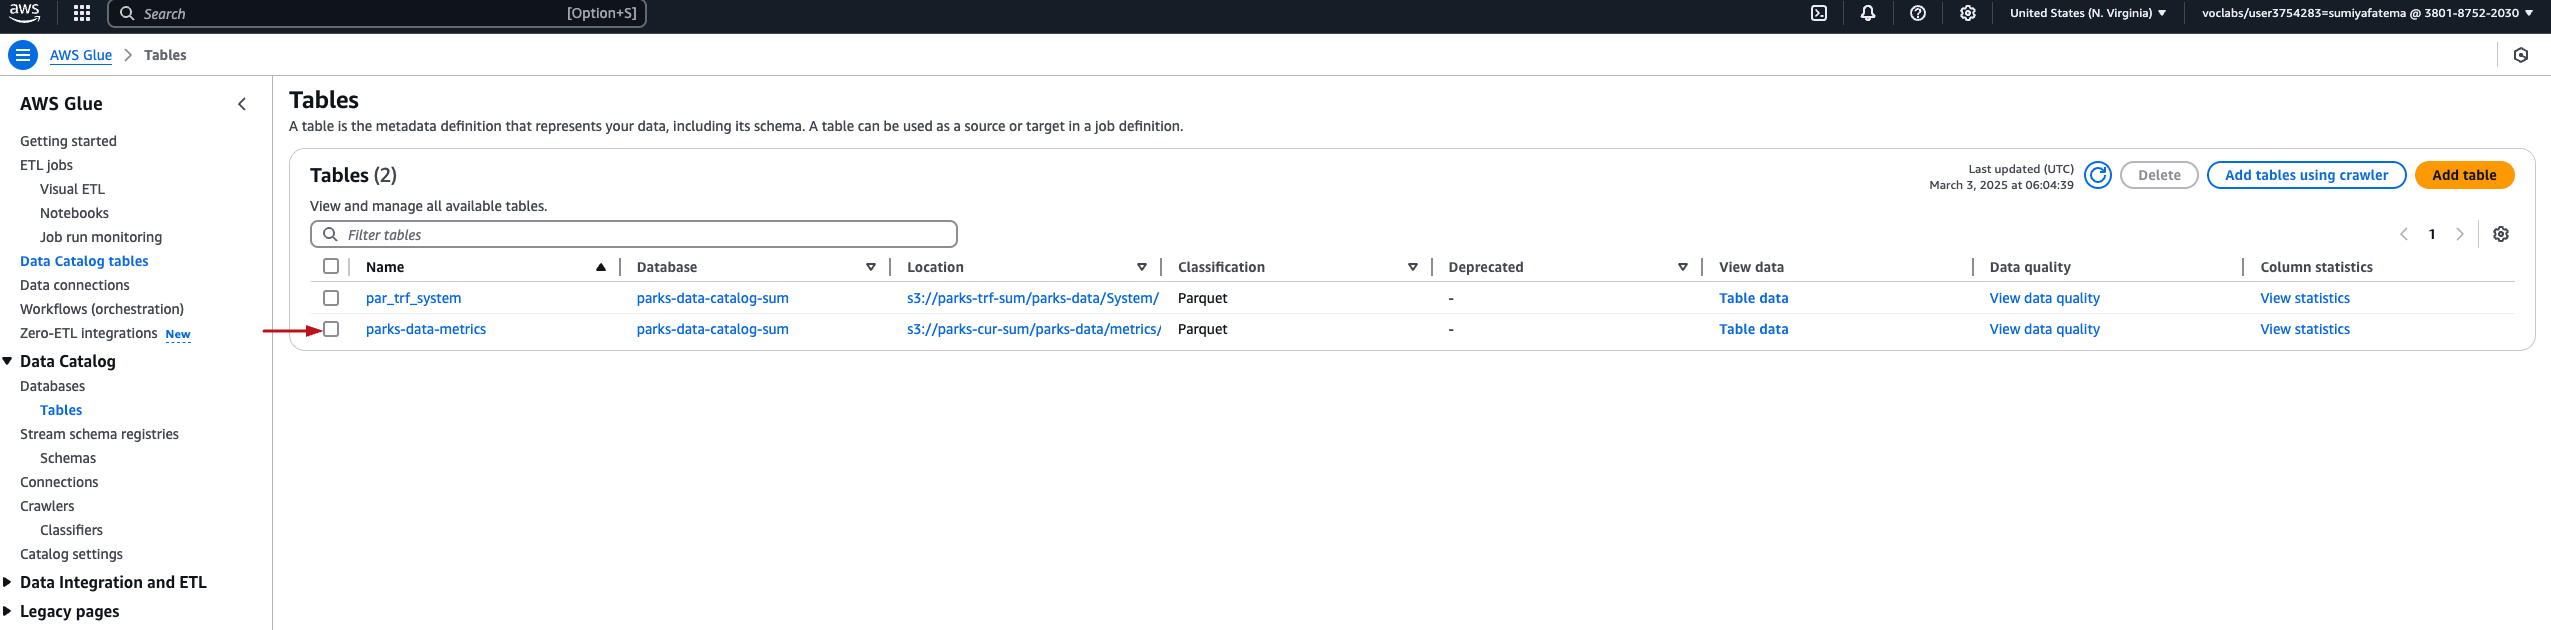 aws
Search [Option+S]
United States (N. Virginia)
voclabs/user3754283=sumiyafatema @ 3801-8752-2030
AWS Glue > Tables
AWS Glue
Getting started
ETL jobs
Visual ETL
Notebooks
Job run monitoring
Data Catalog tables
Data connections
Workflows (orchestration)
Zero-ETL integrations New
Data Catalog
Databases
Tables
Stream schema registries
Schemas
Connections
Crawlers
Classifiers
Catalog settings
Data Integration and ETL
Legacy pages
Tables
A table is the metadata definition that represents your data, including its schema. A table can be used as a source or target in a job definition.
Tables (2)
Last updated (UTC)
March 3, 2025 at 06:04:39
Delete
Add tables using crawler
Add table
View and manage all available tables.
Filter tables
1
Name Database Location Classification Deprecated View data Data quality Column statistics
par_trf_system parks-data-catalog-sum s3://parks-trf-sum/parks-data/System/ Parquet - Table data View data quality View statistics
parks-data-metrics parks-data-catalog-sum s3://parks-cur-sum/parks-data/metrics/ Parquet - Table data View data quality View statistics